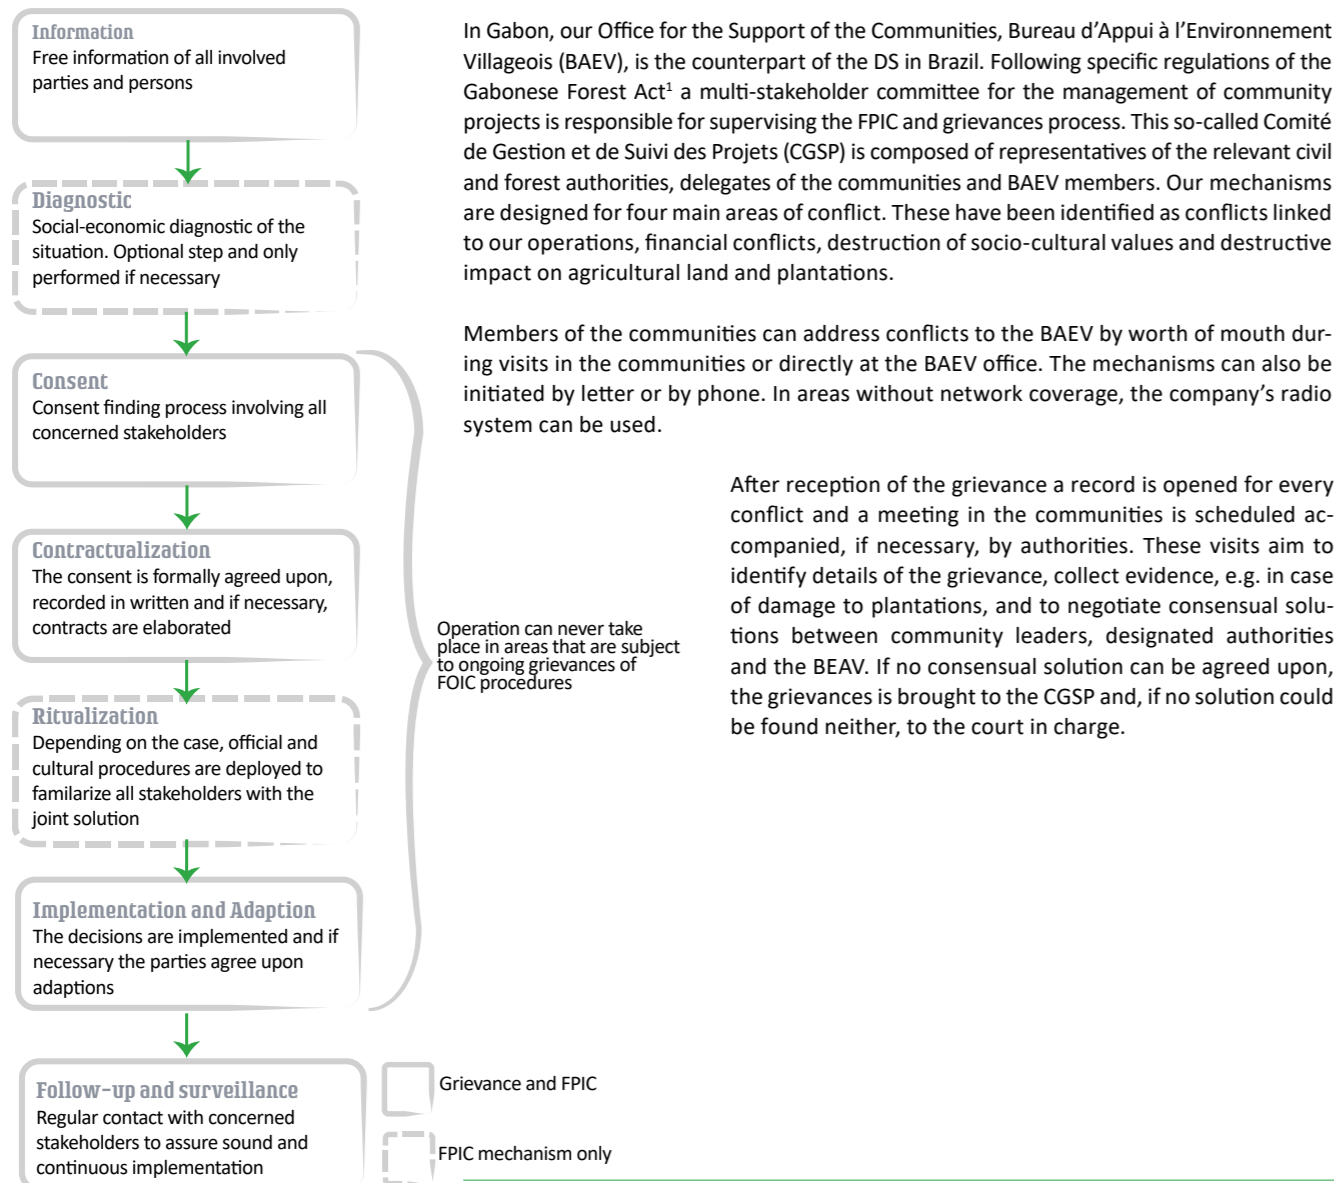 Information
Free information of all involved
parties and persons
Diagnostic
Social-economic diagnostic of the
situation. Optional step and only
performed if necessary
Consent
Consent finding process involving all
concerned stakeholders
Contractualization
The consent is formally agreed upon,
recorded in written and if necessary,
contracts are elaborated
Ritualization
Depending on the case, official and
cultural procedures are deployed to
familarize all stakeholders with the
joint solution
Implementation and Adaption
The decisions are implemented and if
necessary the parties agree upon
adaptions
Follow-up and surveillance
Regular contact with concerned
stakeholders to assure sound and
continuous implementation
Operation can never take
place in areas that are subject
to ongoing grievances of
FOIC procedures
Grievance and FPIC
FPIC mechanism only
In Gabon, our Office for the Support of the Communities, Bureau d’Appui à l’Environnement
Villageois (BAEV), is the counterpart of the DS in Brazil. Following specific regulations of the
Gabonese Forest Act¹ a multi-stakeholder committee for the management of community
projects is responsible for supervising the FPIC and grievances process. This so-called Comité
de Gestion et de Suivi des Projets (CGSP) is composed of representatives of the relevant civil
and forest authorities, delegates of the communities and BAEV members. Our mechanisms
are designed for four main areas of conflict. These have been identified as conflicts linked
to our operations, financial conflicts, destruction of socio-cultural values and destructive
impact on agricultural land and plantations.
Members of the communities can address conflicts to the BAEV by worth of mouth dur-
ing visits in the communities or directly at the BAEV office. The mechanisms can also be
initiated by letter or by phone. In areas without network coverage, the company’s radio
system can be used.
After reception of the grievance a record is opened for every
conflict and a meeting in the communities is scheduled ac-
companied, if necessary, by authorities. These visits aim to
identify details of the grievance, collect evidence, e.g. in case
of damage to plantations, and to negotiate consensual solu-
tions between community leaders, designated authorities
and the BEAV. If no consensual solution can be agreed upon,
the grievances is brought to the CGSP and, if no solution could
be found neither, to the court in charge.